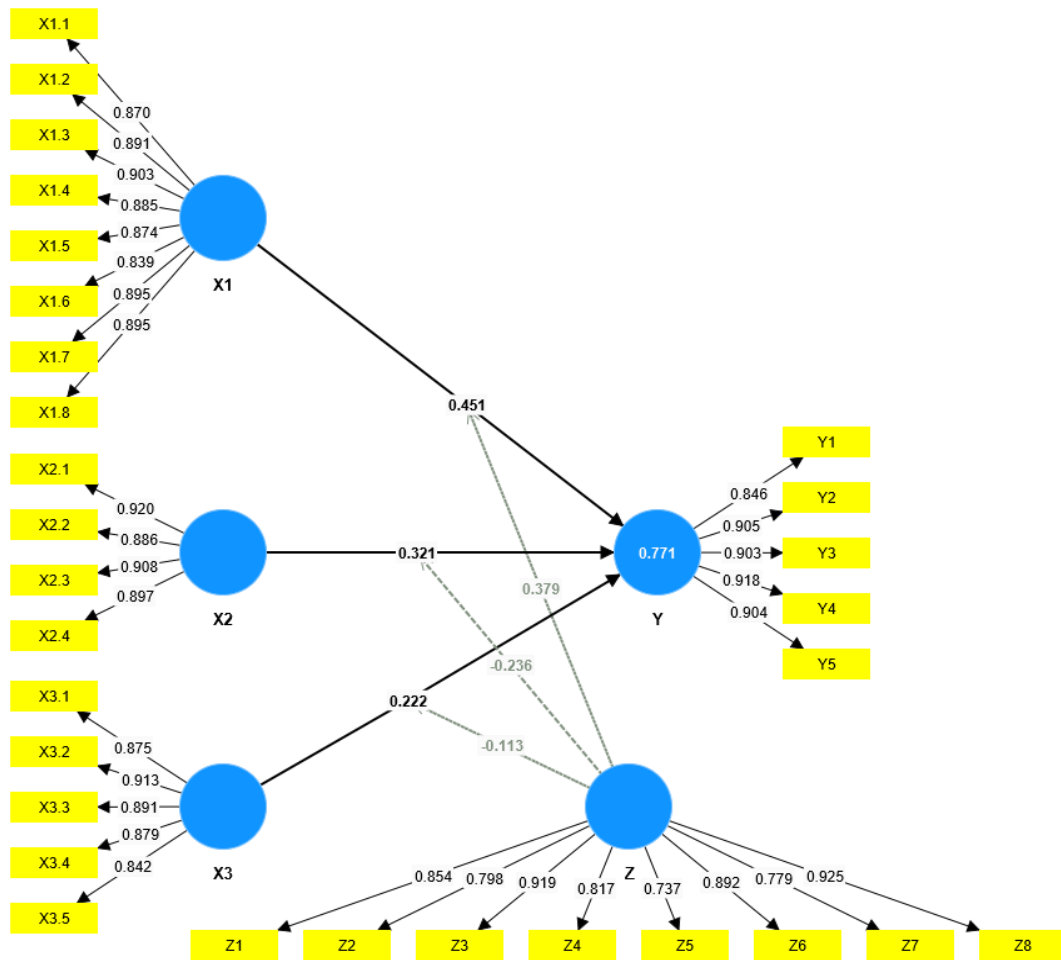 X1.1
X1.2
X1.3
X1.4
X1.5
X1.6
X1.7
X1.8
0.870
0.891
0.903
0.885
0.874
0.839
0.895
0.895
X1
0.451
X2.1
X2.2
X2.3
X2.4
0.920
0.886
0.908
0.897
X2
0.321
0.379
-0.236
Y1
Y2
Y3
Y4
Y5
0.846
0.905
0.903
0.918
0.904
0.771
Y
X3.1
X3.2
X3.3
X3.4
X3.5
0.875
0.913
0.891
0.879
0.842
X3
0.222
-0.113
Z
0.854
0.798
0.919
0.817
0.737
0.892
0.779
0.925
Z1
Z2
Z3
Z4
Z5
Z6
Z7
Z8